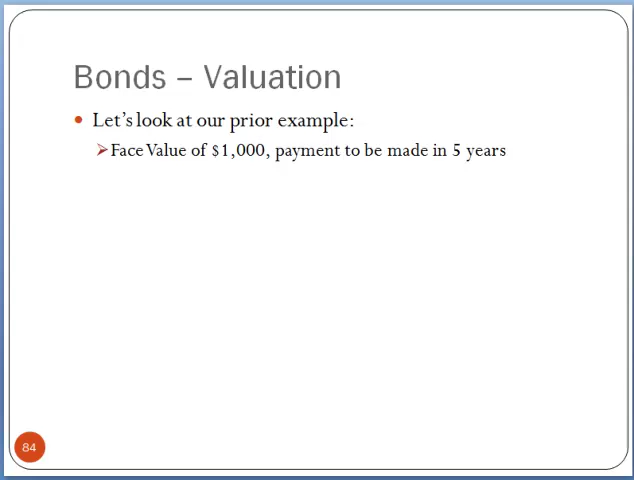 Bonds – Valuation
Let's look at our prior example:
Face Value of $1,000, payment to be made in 5 years
84